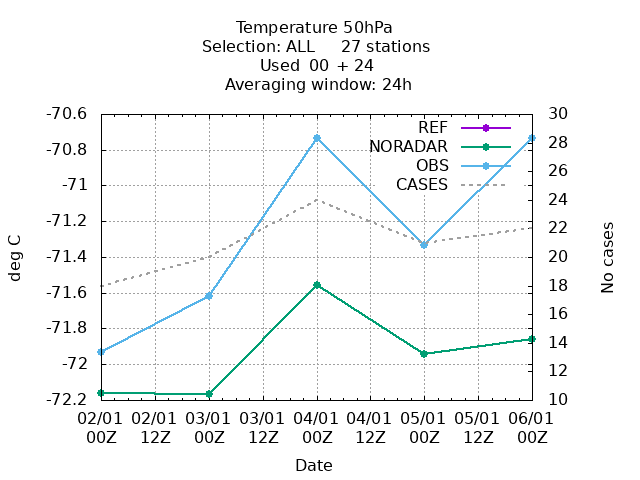 Temperature 50hPa
Selection: ALL 27 stations
Used 00 + 24
Averaging window: 24h
-70.6
-70.8
-71
-71.2
-71.4
-71.6
-71.8
-72
-72.2
deg C
REF
NORADAR
OBS
CASES
30
28
26
24
22
20
18
16
14
12
10
No cases
02/01 02/01 03/01 03/01 04/01 04/01 05/01 05/01 06/01
00Z 12Z 00Z 12Z 00Z 12Z 00Z 12Z 00Z
Date